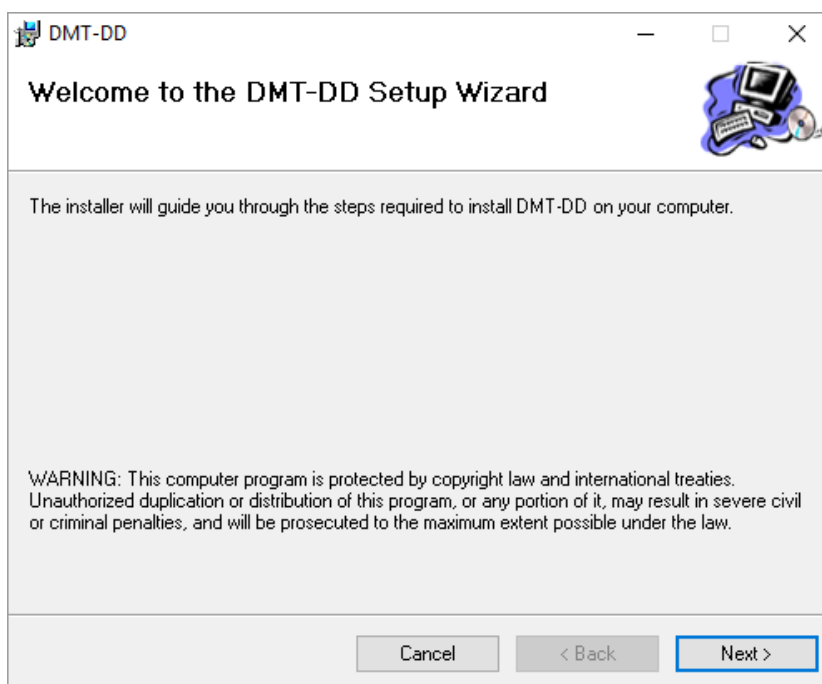 DMT-DD
Welcome to the DMT-DD Setup Wizard
The installer will guide you through the steps required to install DMT-DD on your computer.
WARNING: This computer program is protected by copyright law and international treaties.
Unauthorized duplication or distribution of this program, or any portion of it, may result in severe civil
or criminal penalties, and will be prosecuted to the maximum extent possible under the law.
Cancel < Back Next >